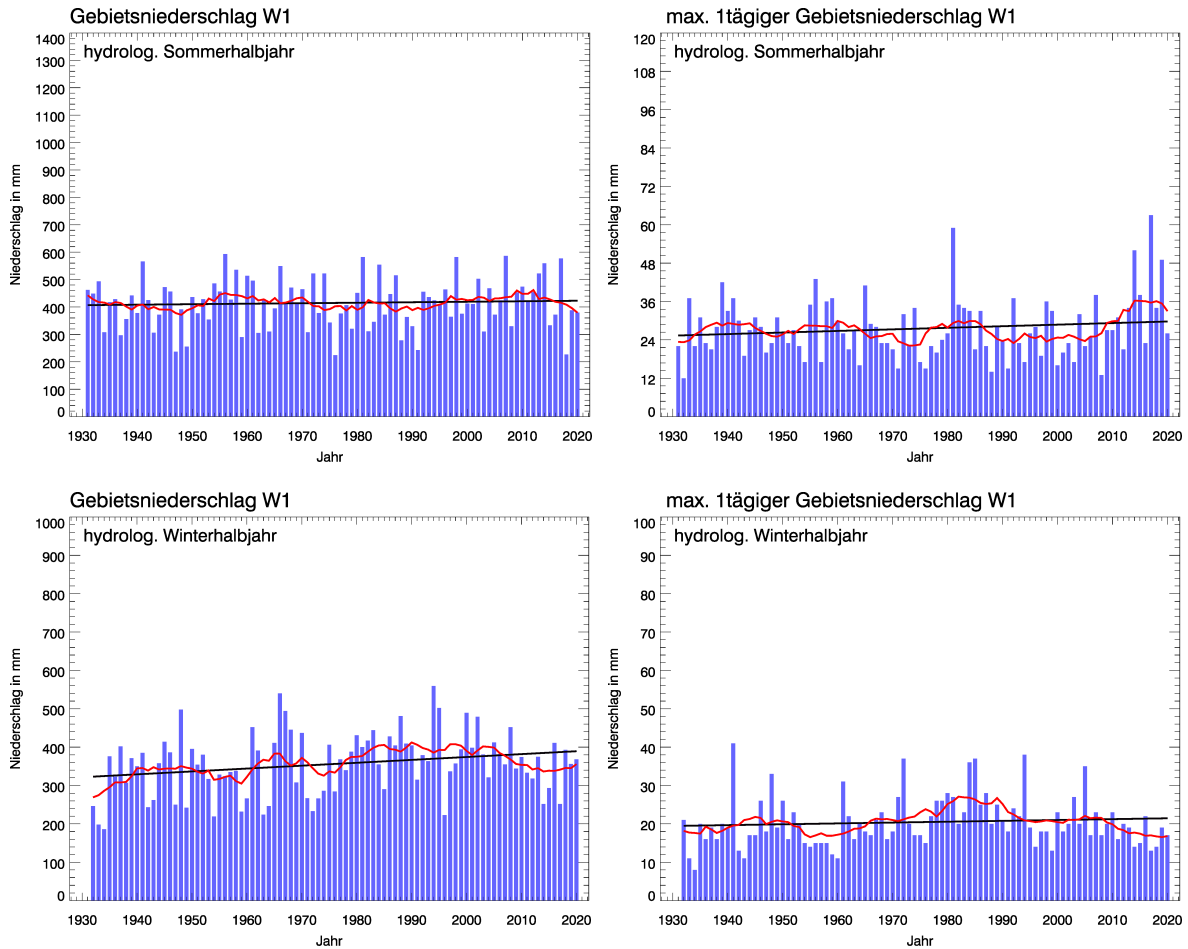 Gebietsniederschlag W1
hydrolog. Sommerhalbjahr
Niederschlag in mm
1400
1300
1200
1100
1000
900
800
700
600
500
400
300
200
100
0
1930 1940 1950 1960 1970 1980 1990 2000 2010 2020
Jahr
max. 1tägiger Gebietsniederschlag W1
hydrolog. Sommerhalbjahr
Niederschlag in mm
120
108
96
84
72
60
48
36
24
12
0
1930 1940 1950 1960 1970 1980 1990 2000 2010 2020
Jahr
Gebietsniederschlag W1
hydrolog. Winterhalbjahr
Niederschlag in mm
1000
900
800
700
600
500
400
300
200
100
0
1930 1940 1950 1960 1970 1980 1990 2000 2010 2020
Jahr
max. 1tägiger Gebietsniederschlag W1
hydrolog. Winterhalbjahr
Niederschlag in mm
100
90
80
70
60
50
40
30
20
10
0
1930 1940 1950 1960 1970 1980 1990 2000 2010 2020
Jahr